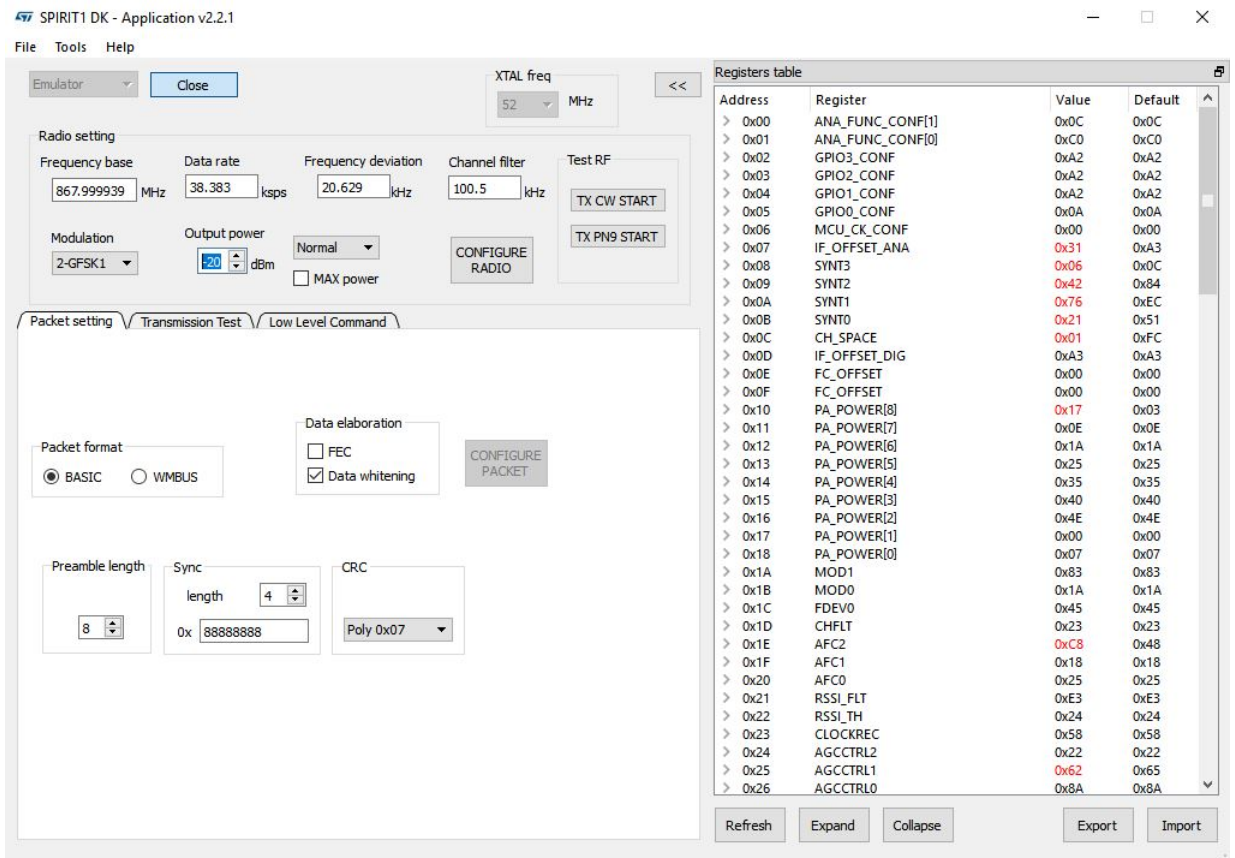 SPIRIT1 DK - Application v2.2.1
File Tools Help
Emulator Close XTAL freq 52 MHz <<
Radio setting
Frequency base Data rate Frequency deviation Channel filter Test RF
867.999939 MHz 38.383 ksps 20.629 kHz 100.5 kHz TX CW START
Modulation Output power TX PN9 START
2-GFSK1 -20 dBm Normal CONFIGURE RADIO
MAX power
Packet setting Transmission Test Low Level Command
Data elaboration
Packet format FEC CONFIGURE PACKET
BASIC WMBUS Data whitening
Preamble length Sync CRC
length 4
8 0x 88888888 Poly 0x07
Registers table
Address Register Value Default
0x00 ANA_FUNC_CONF[1] 0x0C 0x0C
0x01 ANA_FUNC_CONF[0] 0xC0 0xC0
0x02 GPIO3_CONF 0xA2 0xA2
0x03 GPIO2_CONF 0xA2 0xA2
0x04 GPIO1_CONF 0xA2 0xA2
0x05 GPIO0_CONF 0x0A 0x0A
0x06 MCU_CK_CONF 0x00 0x00
0x07 IF_OFFSET_ANA 0x31 0xA3
0x08 SYNT3 0x06 0x0C
0x09 SYNT2 0x42 0x84
0x0A SYNT1 0x76 0xEC
0x0B SYNT0 0x21 0x51
0x0C CH_SPACE 0x01 0xFC
0x0D IF_OFFSET_DIG 0xA3 0xA3
0x0E FC_OFFSET 0x00 0x00
0x0F FC_OFFSET 0x00 0x00
0x10 PA_POWER[8] 0x17 0x03
0x11 PA_POWER[7] 0x0E 0x0E
0x12 PA_POWER[6] 0x1A 0x1A
0x13 PA_POWER[5] 0x25 0x25
0x14 PA_POWER[4] 0x35 0x35
0x15 PA_POWER[3] 0x40 0x40
0x16 PA_POWER[2] 0x4E 0x4E
0x17 PA_POWER[1] 0x00 0x00
0x18 PA_POWER[0] 0x07 0x07
0x1A MOD1 0x83 0x83
0x1B MOD0 0x1A 0x1A
0x1C FDEV0 0x45 0x45
0x1D CHFLT 0x23 0x23
0x1E AFC2 0xC8 0x48
0x1F AFC1 0x18 0x18
0x20 AFC0 0x25 0x25
0x21 RSSI_FLT 0xE3 0xE3
0x22 RSSI_TH 0x24 0x24
0x23 CLOCKREC 0x58 0x58
0x24 AGCCTRL2 0x22 0x22
0x25 AGCCTRL1 0x62 0x65
0x26 AGCCTRL0 0x8A 0x8A
Refresh Expand Collapse Export Import